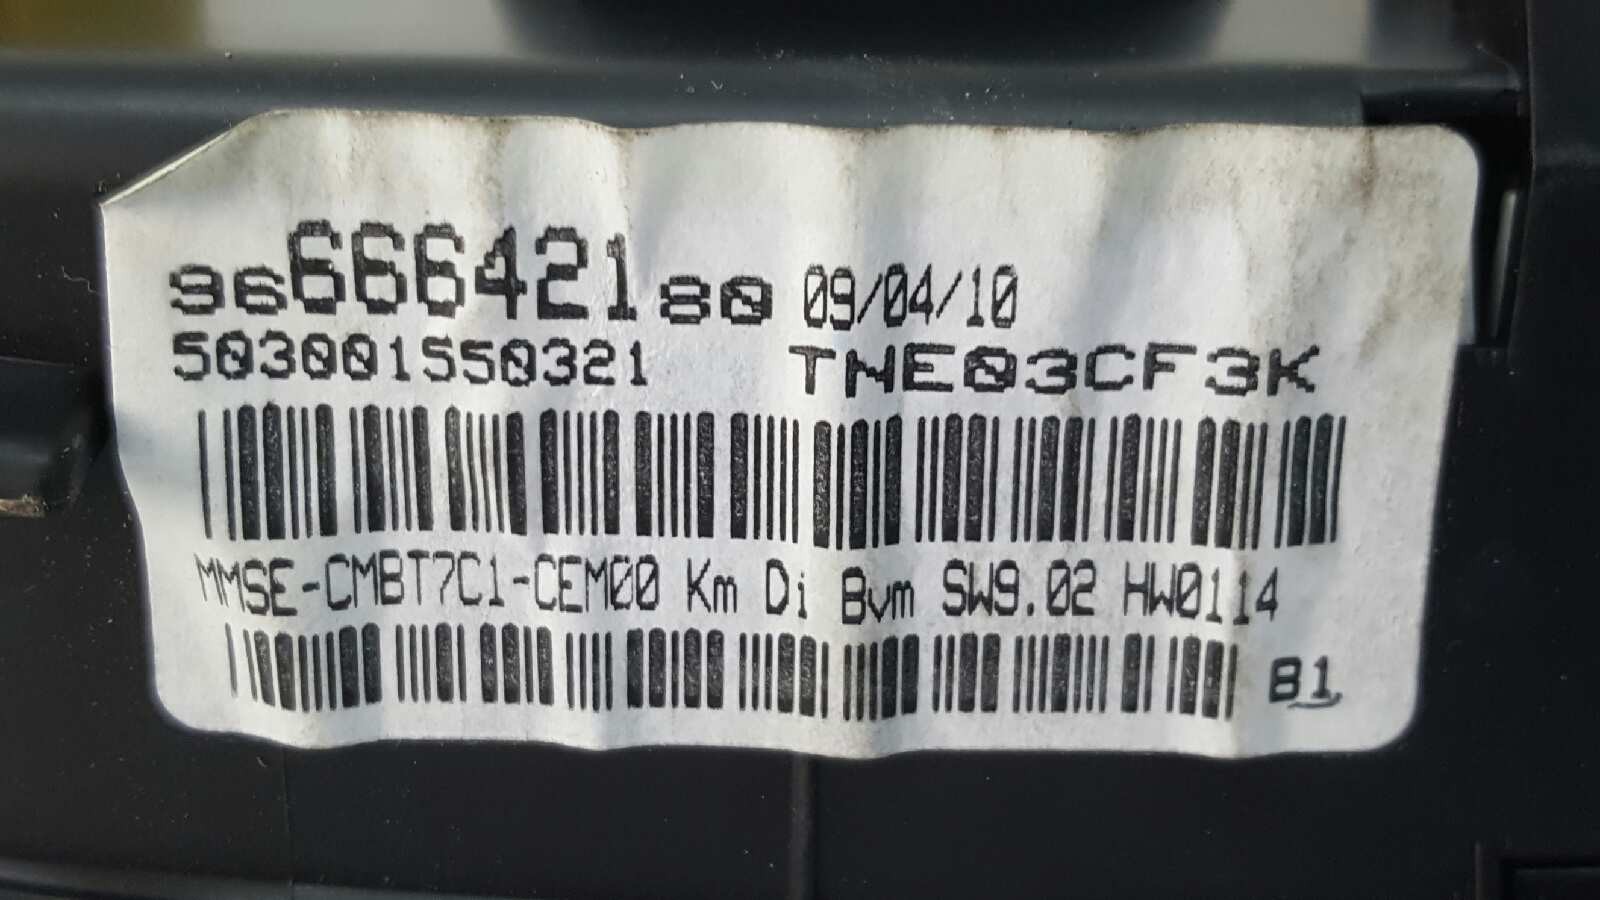 9666642180 09/04/10
503001550321 TNE03CF3K
MMSE-CMBT7C1-CEM00 Km Di Bvm SW9.02 HW0114
B1